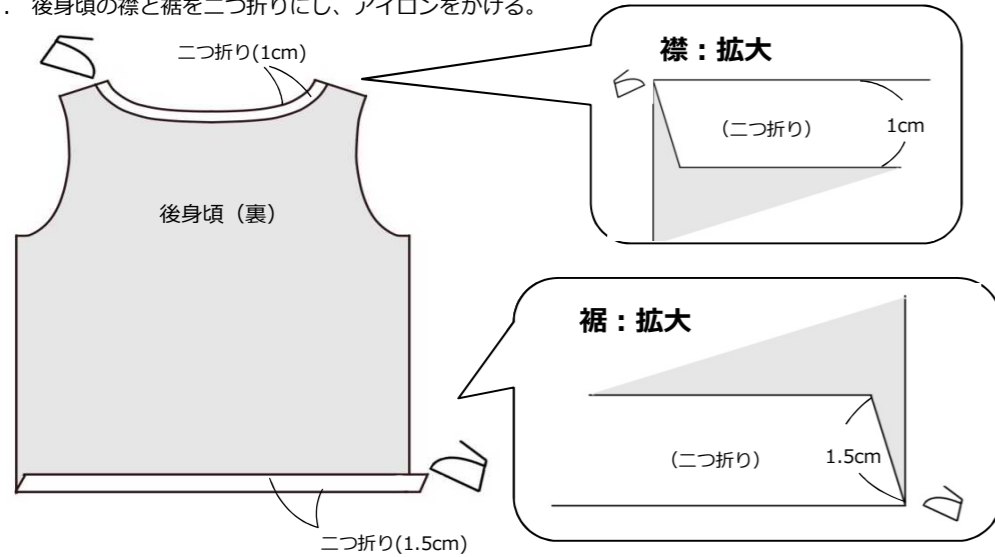 ． 後身頃の襟と裾を二つ折りにし、アイロンをかける。
二つ折り(1cm)
襟：拡大
（二つ折り）
1cm
後身頃（裏）
裾：拡大
（二つ折り）
1.5cm
二つ折り(1.5cm)